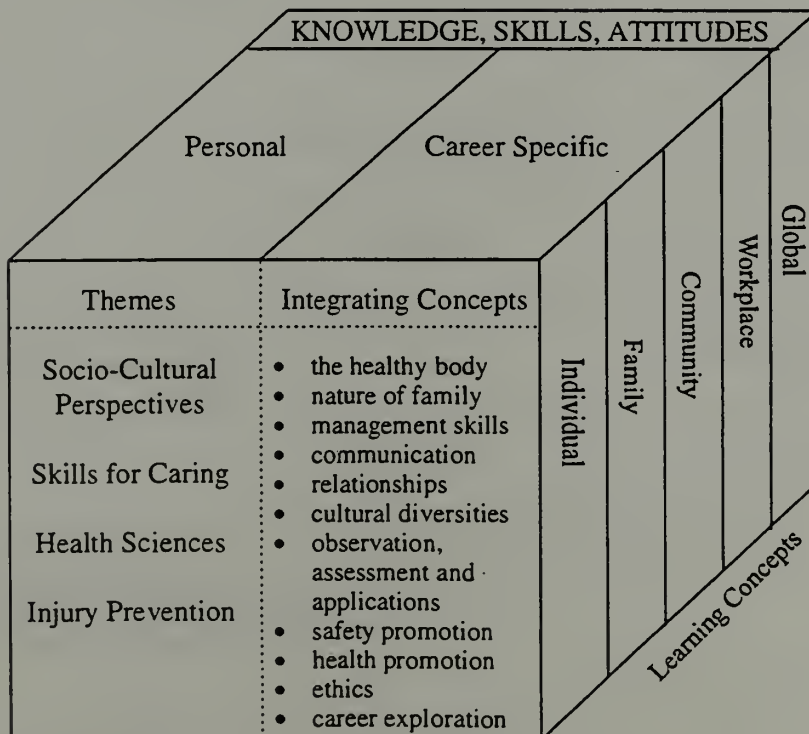 KNOWLEDGE, SKILLS, ATTITUDES
Personal
Career Specific
Themes
Socio-Cultural
Perspectives
Skills for Caring
Health Sciences
Injury Prevention
Integrating Concepts
• the healthy body
• nature of family
• management skills
• communication
• relationships
• cultural diversities
• observation,
assessment and
applications
• safety promotion
• health promotion
• ethics
• career exploration
Individual
Family
Community
Workplace
Global
Learning Concepts